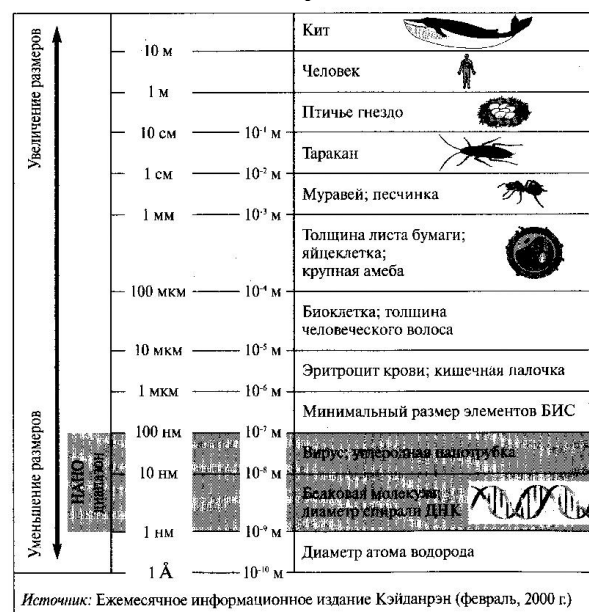 Увеличение размеров
Уменьшение размеров
НАНО
диапазон
Кит
10 м
Человек
1 м
Птичье гнездо
10 см 10⁻¹ м
Таракан
1 см 10⁻² м
Муравей; песчинка
1 мм 10⁻³ м
Толщина листа бумаги;
яйцеклетка;
крупная амеба
100 мкм 10⁻⁴ м
Биоклетка; толщина
человеческого волоса
10 мкм 10⁻⁵ м
Эритроцит крови; кишечная палочка
1 мкм 10⁻⁶ м
Минимальный размер элементов БИС
100 нм 10⁻⁷ м
Вирус; углеродная нанотрубка
10 нм 10⁻⁸ м
Белковая молекула;
диаметр спирали ДНК
1 нм 10⁻⁹ м
Диаметр атома водорода
1 Å 10⁻¹⁰ м
Источник: Ежемесячное информационное издание Кэйданрэн (февраль, 2000 г.)